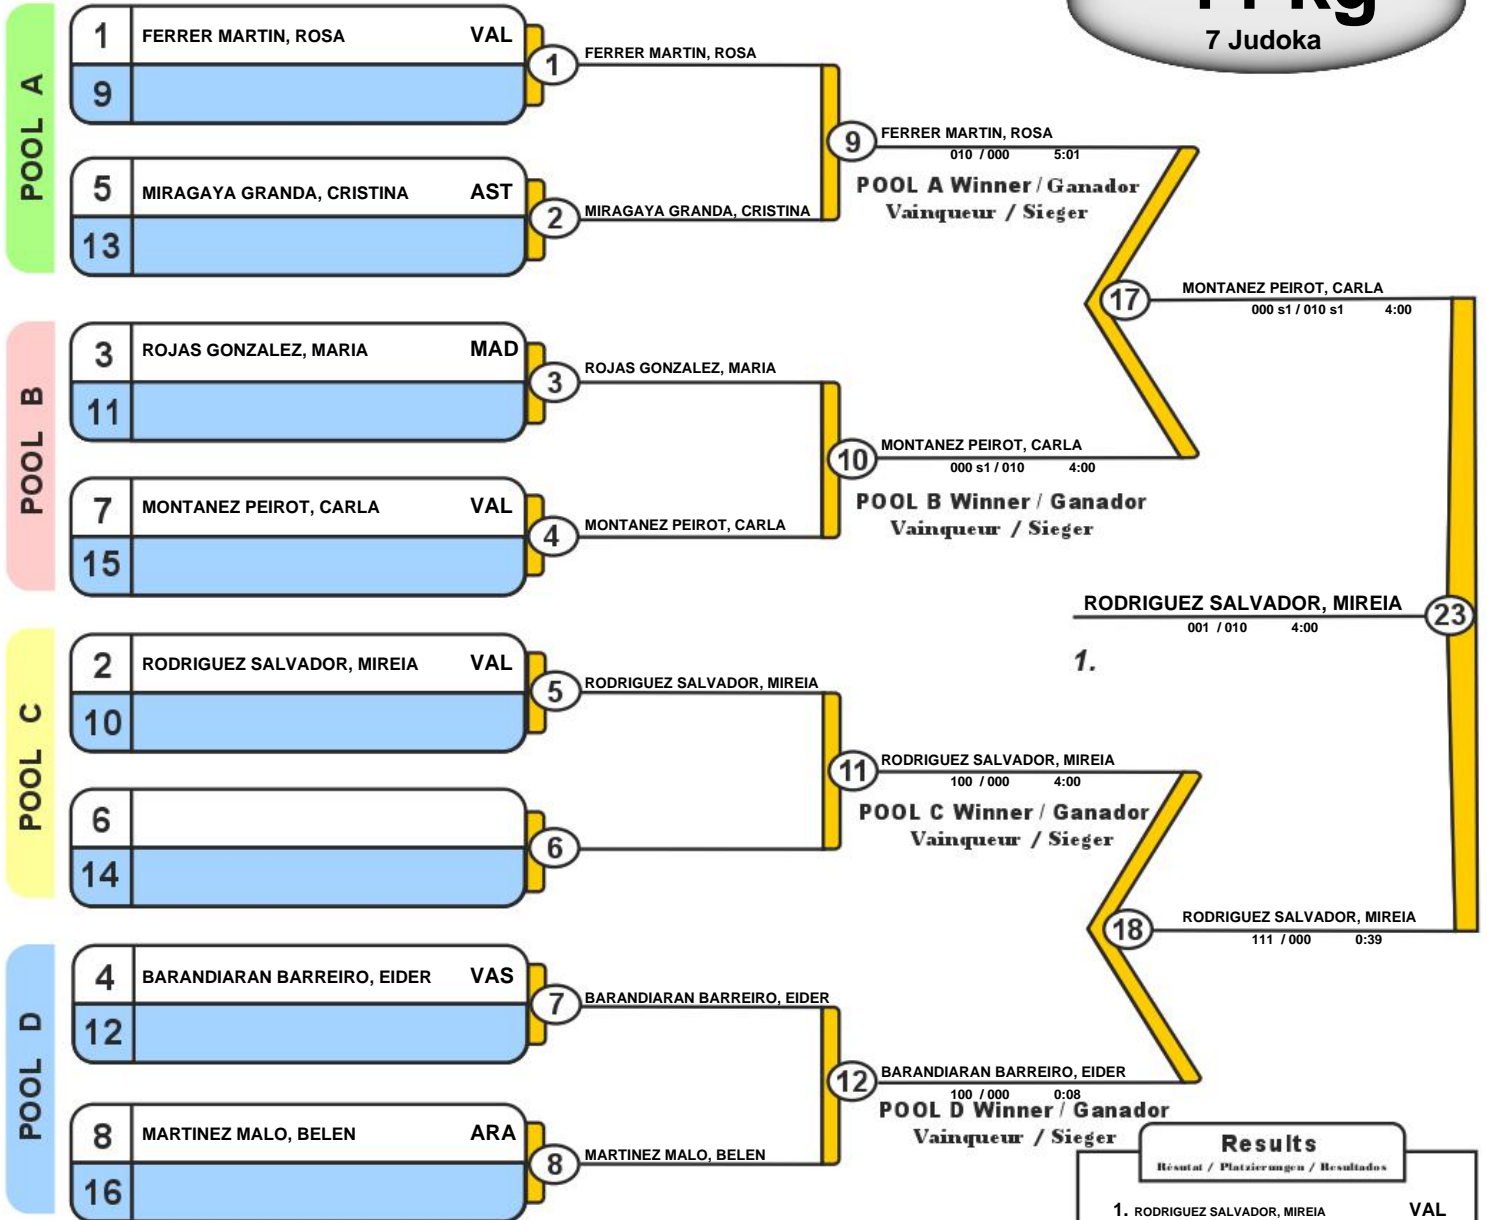 7 Judoka
POOL A
1 FERRER MARTIN, ROSA VAL
9
1 FERRER MARTIN, ROSA
5 MIRAGAYA GRANDA, CRISTINA AST
13
2 MIRAGAYA GRANDA, CRISTINA
9 FERRER MARTIN, ROSA
010 / 000 5:01
POOL A Winner / Ganador
Vainqueur / Sieger
POOL B
3 ROJAS GONZALEZ, MARIA MAD
11
3 ROJAS GONZALEZ, MARIA
7 MONTANEZ PEIROT, CARLA VAL
15
4 MONTANEZ PEIROT, CARLA
10 MONTANEZ PEIROT, CARLA
000 s1 / 010 4:00
POOL B Winner / Ganador
Vainqueur / Sieger
17 MONTANEZ PEIROT, CARLA
000 s1 / 010 s1 4:00
RODRIGUEZ SALVADOR, MIREIA 23
001 / 010 4:00
1.
POOL C
2 RODRIGUEZ SALVADOR, MIREIA VAL
10
5 RODRIGUEZ SALVADOR, MIREIA
6
14
6
11 RODRIGUEZ SALVADOR, MIREIA
100 / 000 4:00
POOL C Winner / Ganador
Vainqueur / Sieger
18 RODRIGUEZ SALVADOR, MIREIA
111 / 000 0:39
POOL D
4 BARANDIARAN BARREIRO, EIDER VAS
12
7 BARANDIARAN BARREIRO, EIDER
8 MARTINEZ MALO, BELEN ARA
16
8 MARTINEZ MALO, BELEN
12 BARANDIARAN BARREIRO, EIDER
100 / 000 0:08
POOL D Winner / Ganador
Vainqueur / Sieger
Results
Résutat / Platzierungen / Resultados
1. RODRIGUEZ SALVADOR, MIREIA VAL